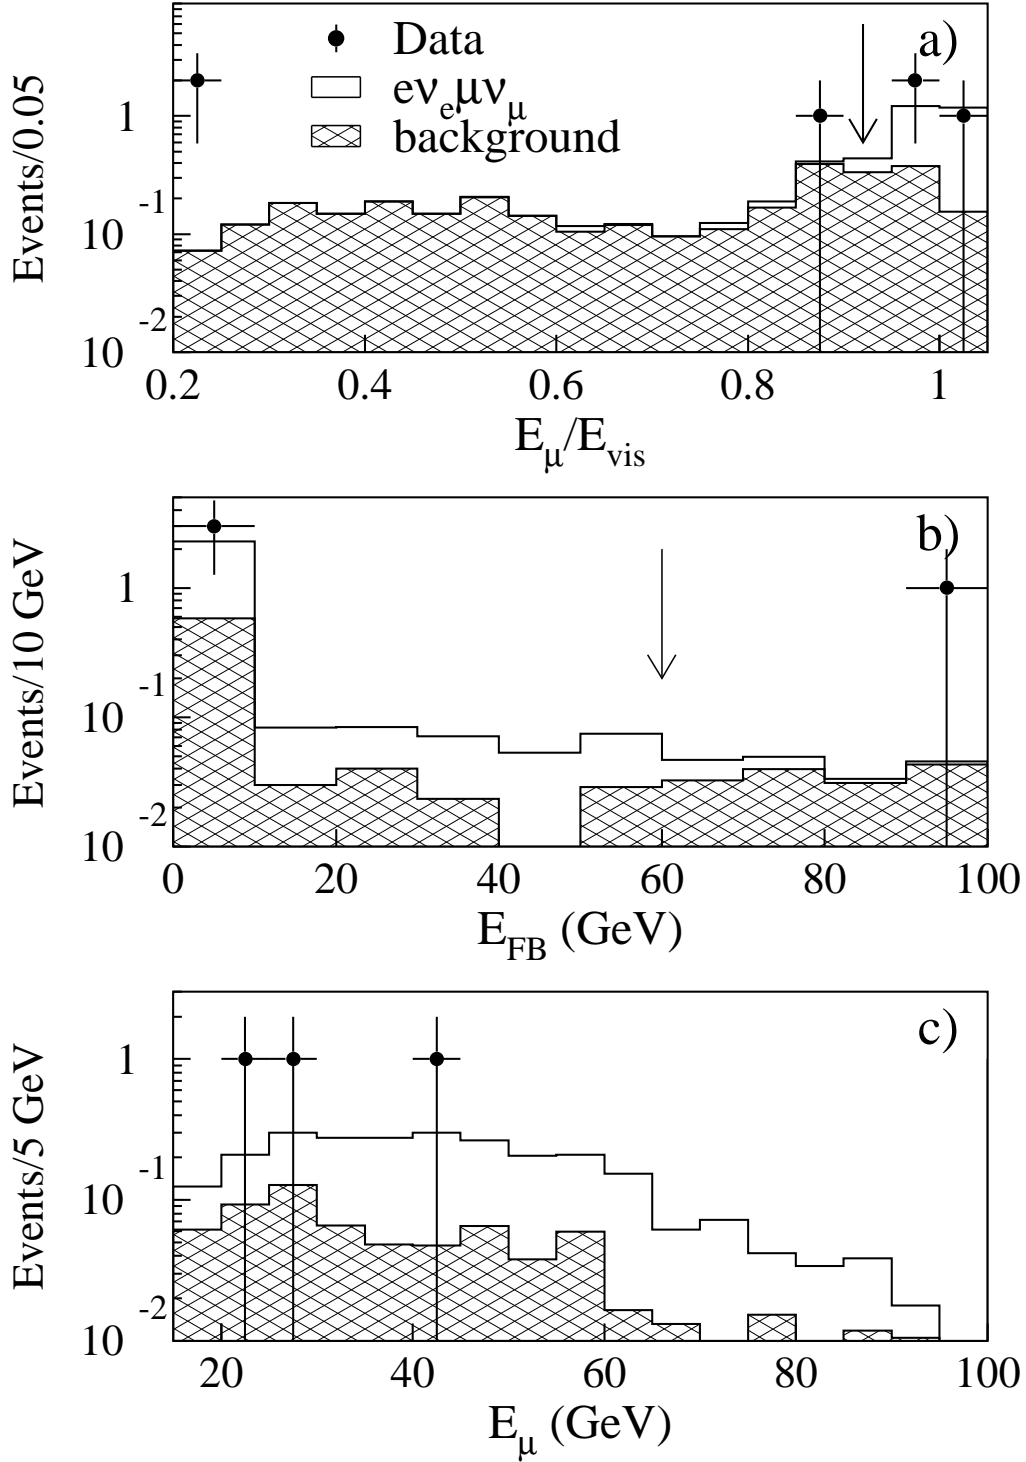 Data
eν_eμν_μ
background
a)
Events/0.05
1
10^-1
10^-2
0.2 0.4 0.6 0.8 1
E_μ/E_vis
b)
Events/10 GeV
1
10^-1
10^-2
0 20 40 60 80 100
E_FB (GeV)
c)
Events/5 GeV
1
10^-1
10^-2
20 40 60 80 100
E_μ (GeV)